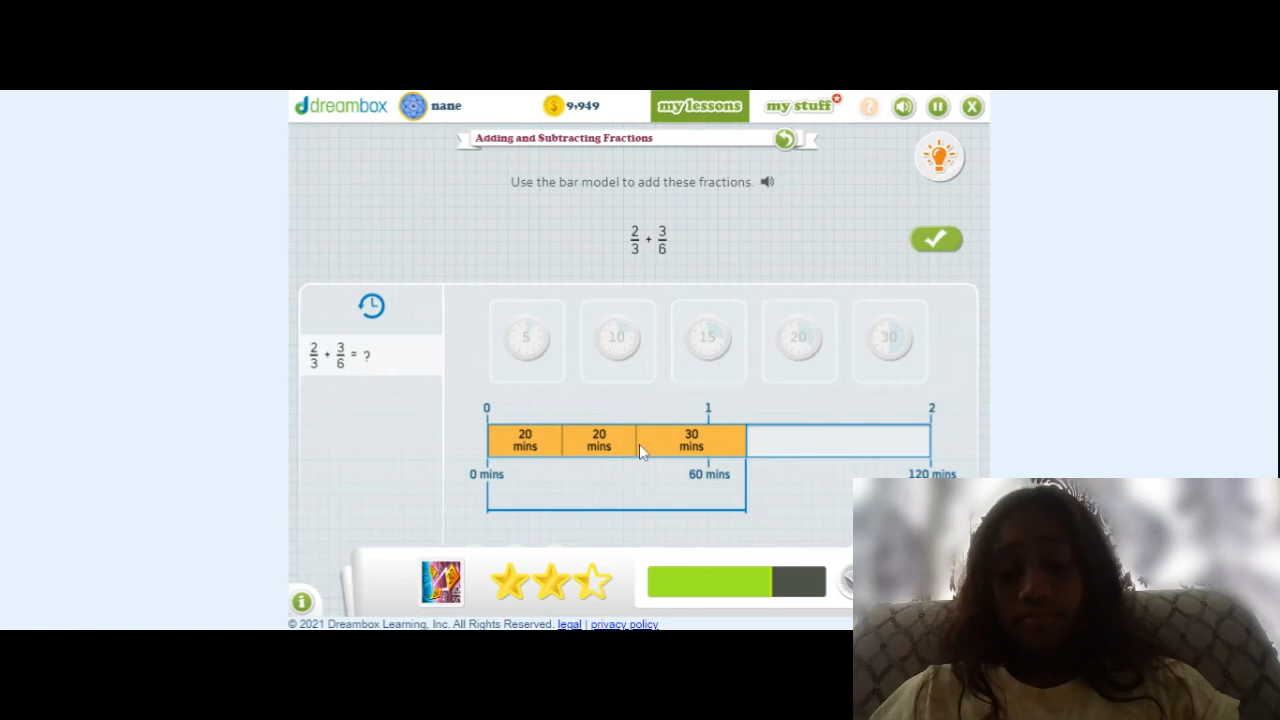 dreambox nane $ 9,949 my lessons my stuff ?
Adding and Subtracting Fractions
Use the bar model to add these fractions.
2/3 + 3/6
2/3 + 3/6 = ?
5 10 15 20 30
0 1 2
20 mins 20 mins 30 mins
0 mins 60 mins 120 mins
i
© 2021 Dreambox Learning, Inc. All Rights Reserved. legal | privacy policy